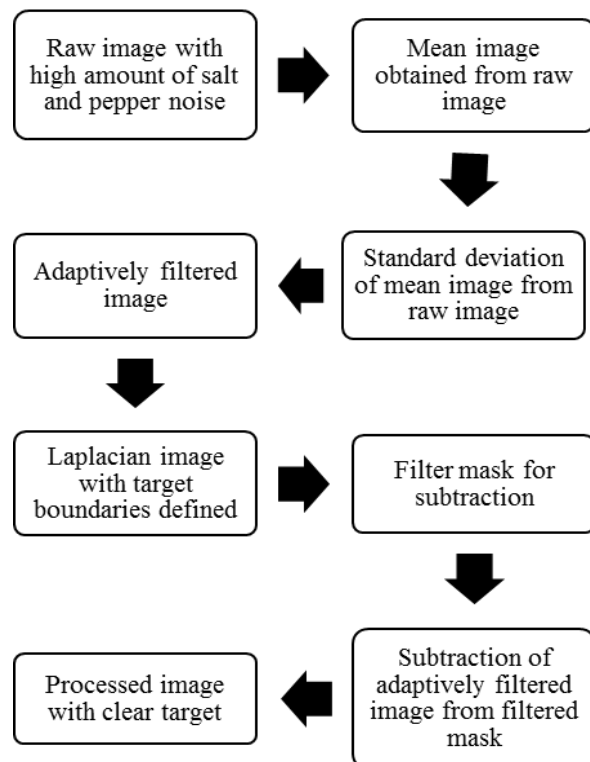 Raw image with
high amount of salt
and pepper noise
Mean image
obtained from raw
image
Standard deviation
of mean image from
raw image
Adaptively filtered
image
Laplacian image
with target
boundaries defined
Filter mask for
subtraction
Subtraction of
adaptively filtered
image from filtered
mask
Processed image
with clear target